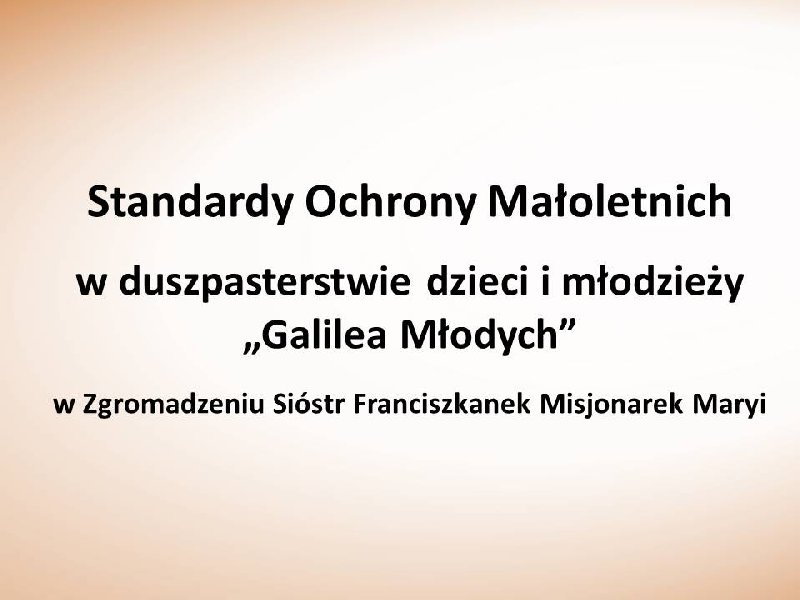 Standardy Ochrony Małoletnich
w duszpasterstwie dzieci i młodzieży
„Galilea Młodych”
w Zgromadzeniu Sióstr Franciszkanek Misjonarek Maryi